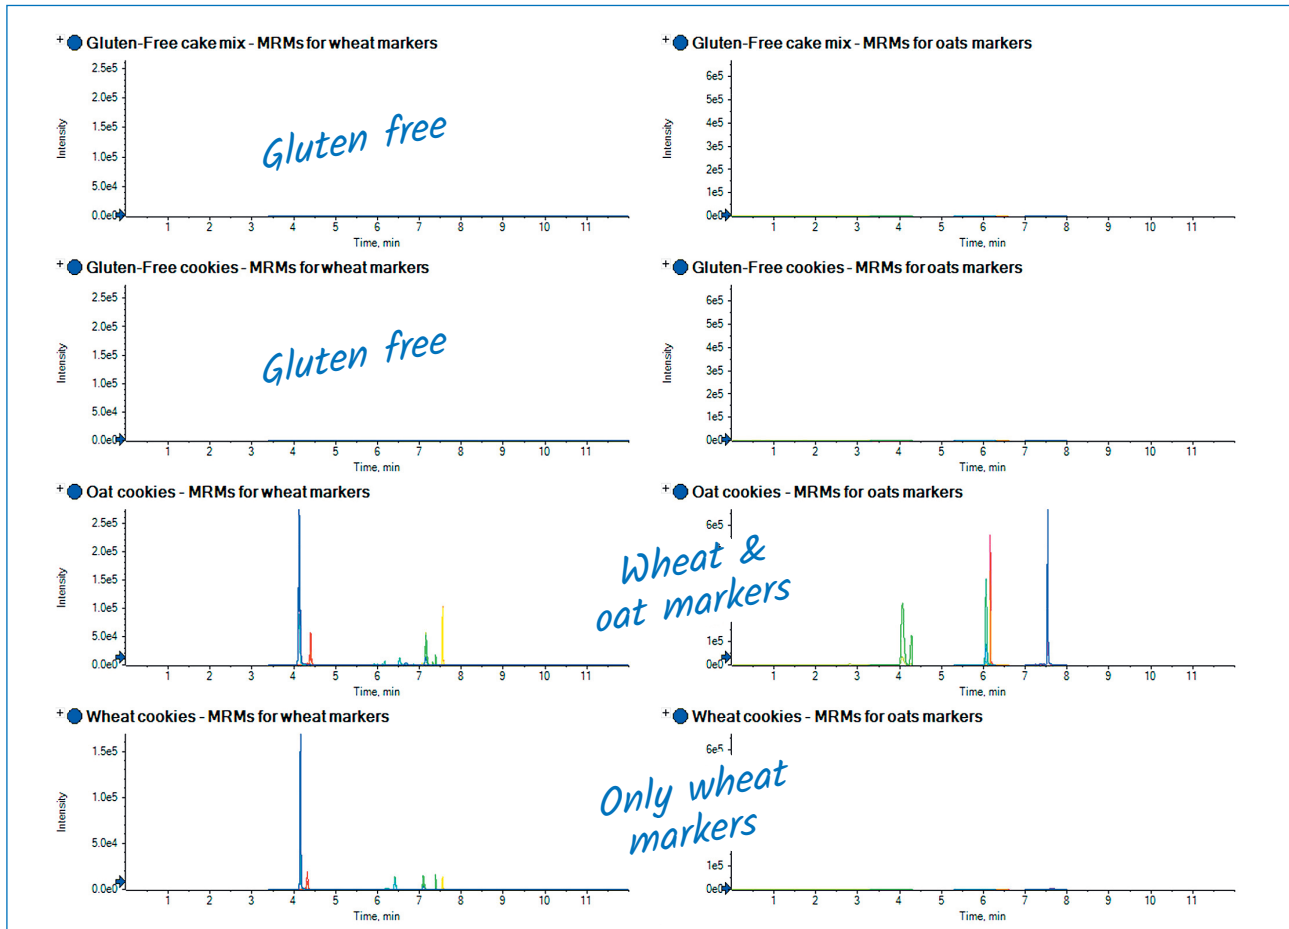 + Gluten-Free cake mix - MRMs for wheat markers
Intensity
2.5e5
2.0e5
1.5e5
1.0e5
5.0e4
0.0e0
Gluten free
1 2 3 4 5 6 7 8 9 10 11
Time, min
+ Gluten-Free cake mix - MRMs for oats markers
Intensity
6e5
5e5
4e5
3e5
2e5
1e5
0e0
1 2 3 4 5 6 7 8 9 10 11
Time, min
+ Gluten-Free cookies - MRMs for wheat markers
Intensity
2.5e5
2.0e5
1.5e5
1.0e5
5.0e4
0.0e0
Gluten free
1 2 3 4 5 6 7 8 9 10 11
Time, min
+ Gluten-Free cookies - MRMs for oats markers
Intensity
6e5
5e5
4e5
3e5
2e5
1e5
0e0
1 2 3 4 5 6 7 8 9 10 11
Time, min
+ Oat cookies - MRMs for wheat markers
Intensity
2.5e5
2.0e5
1.5e5
1.0e5
5.0e4
0.0e0
1 2 3 4 5 6 7 8 9 10 11
Time, min
Wheat &
oat markers
+ Oat cookies - MRMs for oats markers
6e5
1e5
0e0
1 2 3 4 5 6 7 8 9 10 11
Time, min
+ Wheat cookies - MRMs for wheat markers
Intensity
1.5e5
1.0e5
5.0e4
0.0e0
1 2 3 4 5 6 7 8 9 10 11
Time, min
Only wheat
markers
+ Wheat cookies - MRMs for oats markers
6e5
1e5
0e0
1 2 3 4 5 6 7 8 9 10 11
Time, min